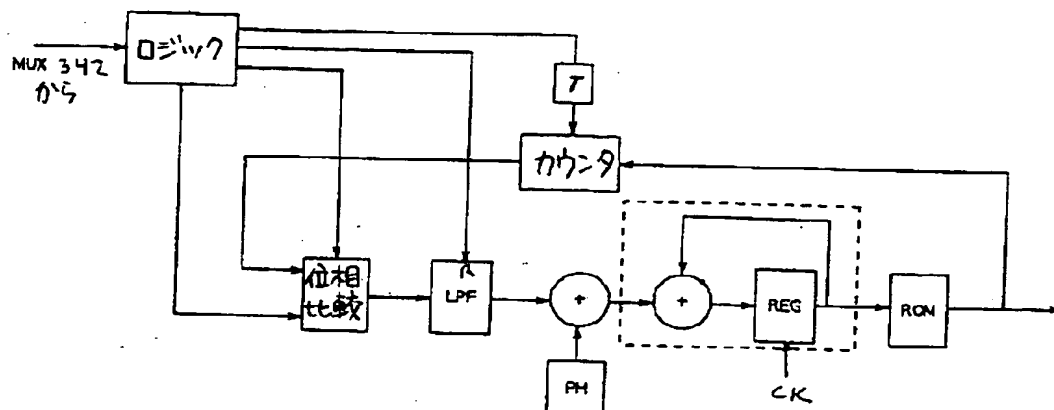 ロジック
MUX 342
から
T
カウンタ
位相
比較
R
LPF
+
+
REG
ROM
PH
CK